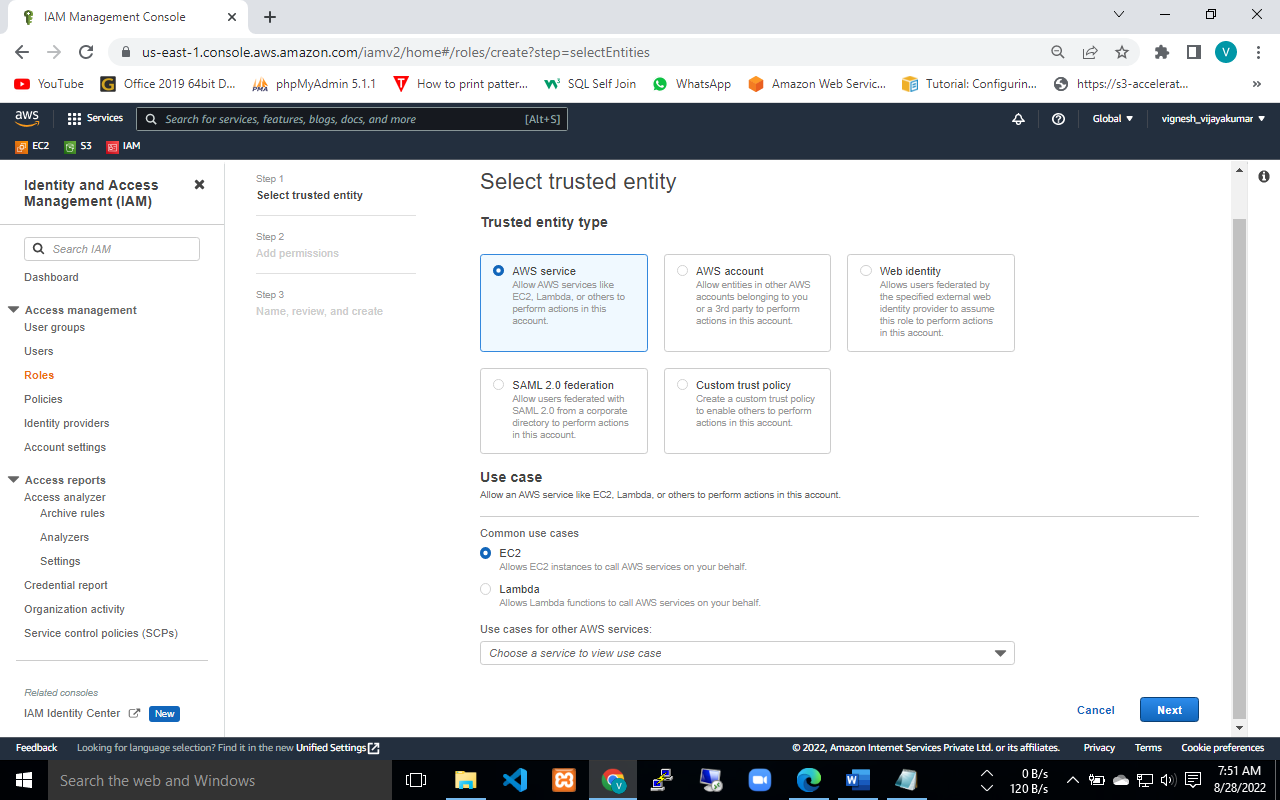 IAM Management Console
us-east-1.console.aws.amazon.com/iamv2/home#/roles/create?step=selectEntities
V
YouTube
Office 2019 64bit D...
phpMyAdmin 5.1.1
How to print patter...
SQL Self Join
WhatsApp
Amazon Web Servic...
Tutorial: Configurin...
https://s3-accelerat...
»
aws
Services
Search for services, features, blogs, docs, and more
[Alt+S]
Global
vignesh_vijayakumar
EC2
S3
IAM
Identity and Access
Management (IAM)
Search IAM
Dashboard
Access management
User groups
Users
Roles
Policies
Identity providers
Account settings
Access reports
Access analyzer
Archive rules
Analyzers
Settings
Credential report
Organization activity
Service control policies (SCPs)
Related consoles
IAM Identity Center
New
Step 1
Select trusted entity
Step 2
Add permissions
Step 3
Name, review, and create
Select trusted entity
Trusted entity type
AWS service
Allow AWS services like
EC2, Lambda, or others to
perform actions in this
account.
AWS account
Allow entities in other AWS
accounts belonging to you
or a 3rd party to perform
actions in this account.
Web identity
Allows users federated by
the specified external web
identity provider to assume
this role to perform actions
in this account.
SAML 2.0 federation
Allow users federated with
SAML 2.0 from a corporate
directory to perform actions
in this account.
Custom trust policy
Create a custom trust policy
to enable others to perform
actions in this account.
Use case
Allow an AWS service like EC2, Lambda, or others to perform actions in this account.
Common use cases
EC2
Allows EC2 instances to call AWS services on your behalf.
Lambda
Allows Lambda functions to call AWS services on your behalf.
Use cases for other AWS services:
Choose a service to view use case
Cancel
Next
Feedback
Looking for language selection? Find it in the new Unified Settings
© 2022, Amazon Internet Services Private Ltd. or its affiliates.
Privacy
Terms
Cookie preferences
Search the web and Windows
0 B/s
120 B/s
7:51 AM
8/28/2022